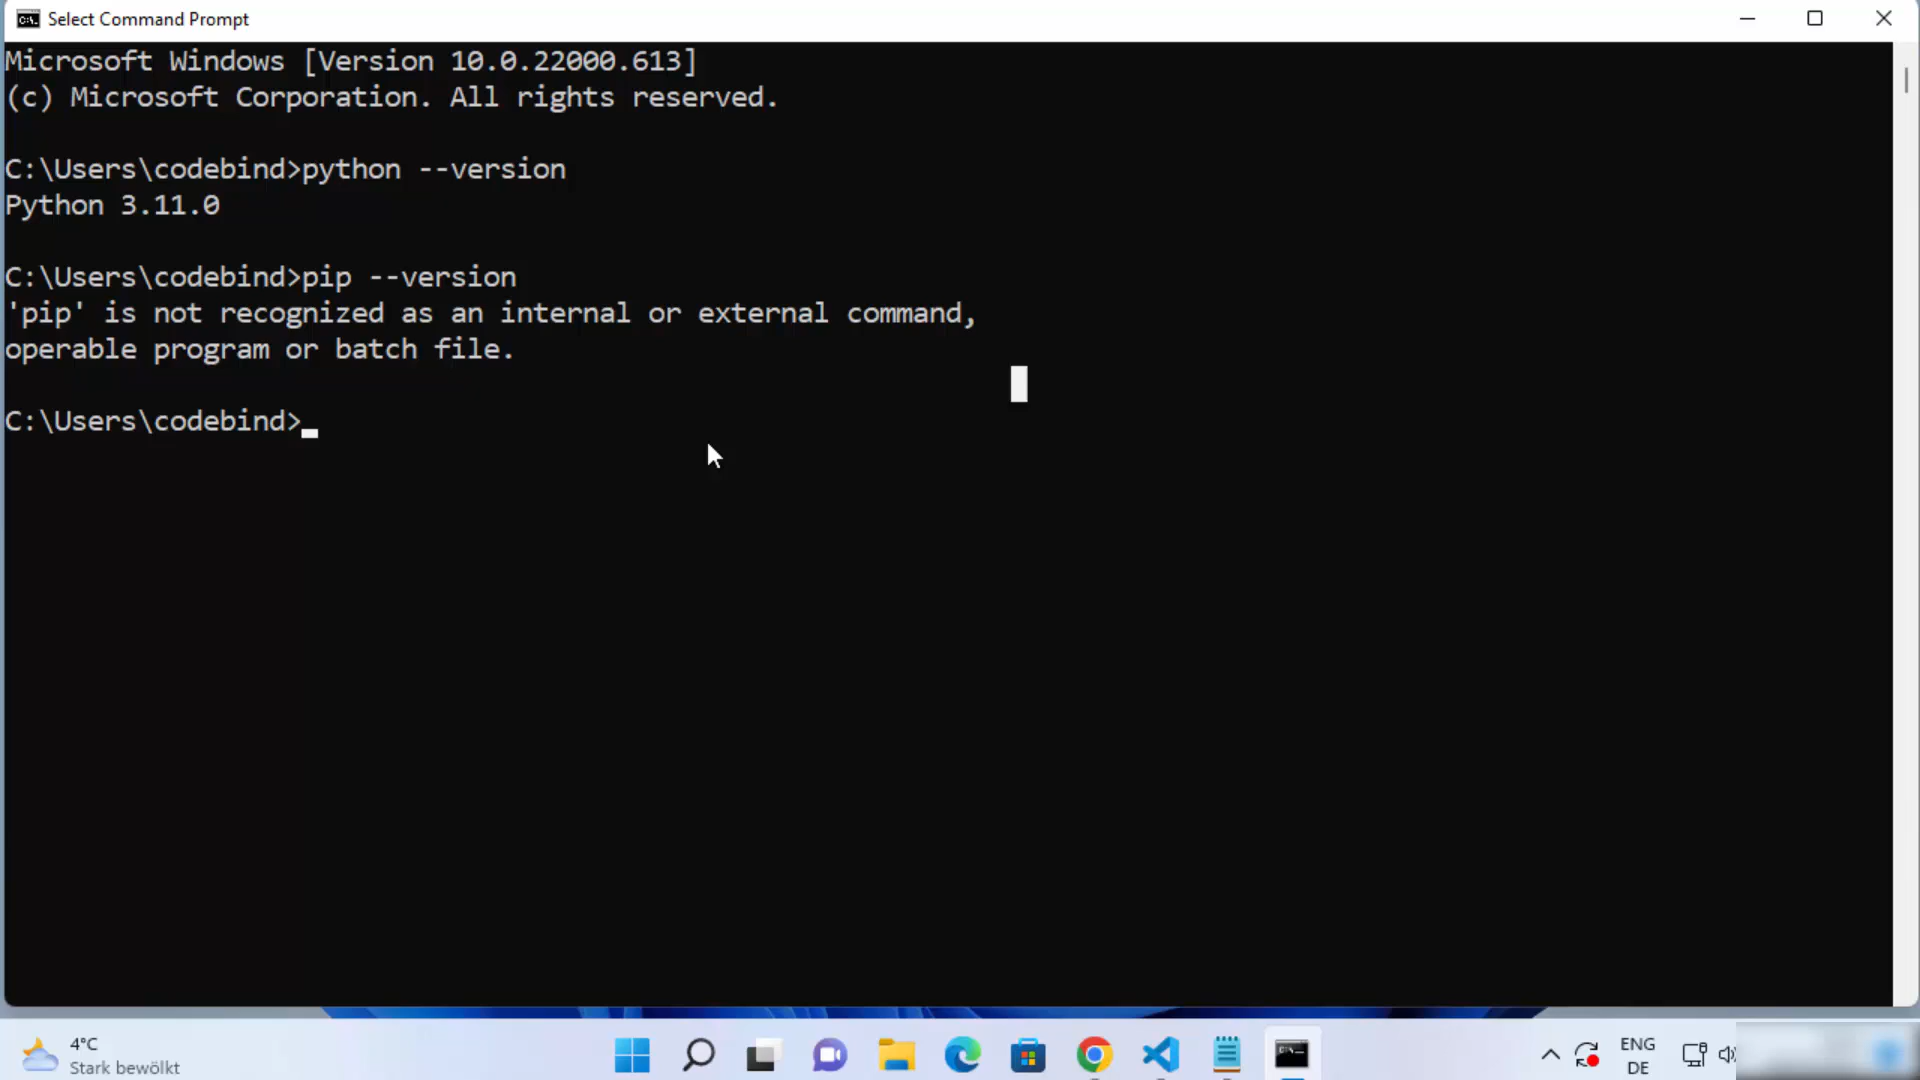 Select Command Prompt
Microsoft Windows [Version 10.0.22000.613]
(c) Microsoft Corporation. All rights reserved.
C:\Users\codebind>python --version
Python 3.11.0
C:\Users\codebind>pip --version
'pip' is not recognized as an internal or external command,
operable program or batch file.
C:\Users\codebind>
4°C
Stark bewölkt
ENG
DE